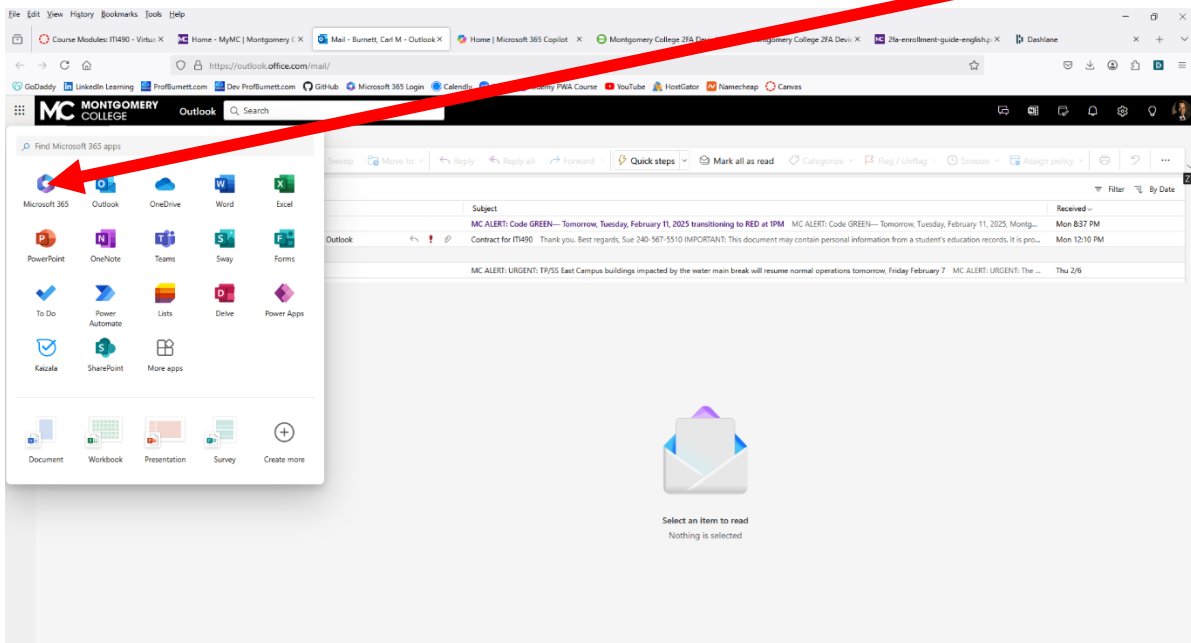 File Edit View History Bookmarks Tools Help
Course Modules: ITI490 - Virtua Home - MyMC | Montgomery C Mail - Burnett, Carl M - Outlook Home | Microsoft 365 Copilot Montgomery College 2FA Montgomery College 2FA Devic 2fa-enrollment-guide-english.p Dashlane
https://outlook.office.com/mail/
GoDaddy LinkedIn Learning ProfBurnett.com Dev ProfBurnett.com GitHub Microsoft 365 Login Calendly PWA Course YouTube HostGator Namecheap Canvas
MC MONTGOMERY COLLEGE Outlook Search
Find Microsoft 365 apps
Sweep Move to Reply Reply all Forward Quick steps Mark all as read Categorize Flag / Unflag Snooze Assign policy
Filter By Date
Microsoft 365 Outlook OneDrive Word Excel
Subject Received
MC ALERT: Code GREEN— Tomorrow, Tuesday, February 11, 2025 transitioning to RED at 1PM MC ALERT: Code GREEN— Tomorrow, Tuesday, February 11, 2025, Montg... Mon 8:37 PM
Outlook Contract for ITI490 Thank you. Best regards, Sue 240-567-5510 IMPORTANT: This document may contain personal information from a student's education records. It is pro... Mon 12:10 PM
PowerPoint OneNote Teams Sway Forms
MC ALERT: URGENT: TP/SS East Campus buildings impacted by the water main break will resume normal operations tomorrow, Friday February 7 MC ALERT: URGENT: The ... Thu 2/6
To Do Power Automate Lists Delve Power Apps
Kaizala SharePoint More apps
Document Workbook Presentation Survey Create more
Select an item to read
Nothing is selected